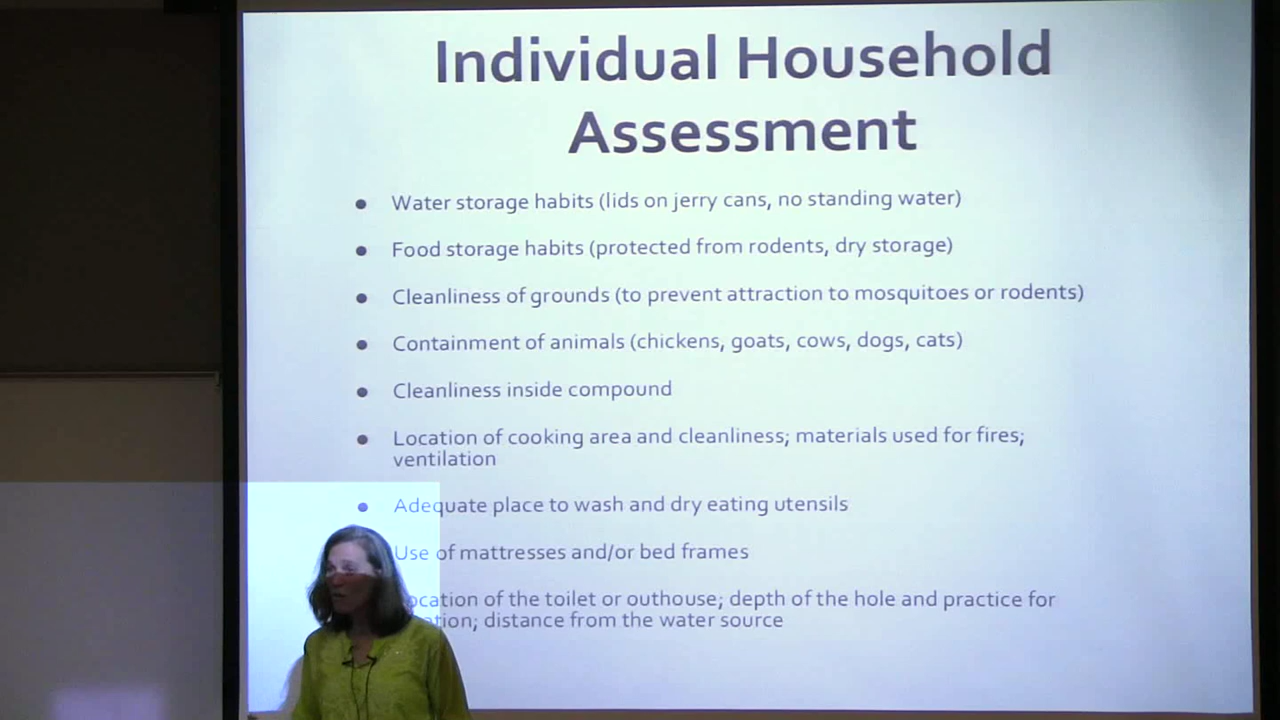 Individual Household
Assessment
• Water storage habits (lids on jerry cans, no standing water)
• Food storage habits (protected from rodents, dry storage)
• Cleanliness of grounds (to prevent attraction to mosquitoes or rodents)
• Containment of animals (chickens, goats, cows, dogs, cats)
• Cleanliness inside compound
• Location of cooking area and cleanliness; materials used for fires;
ventilation
• Adequate place to wash and dry eating utensils
Use of mattresses and/or bed frames
of the toilet or outhouse; depth of the hole and practice for
distance from the water source